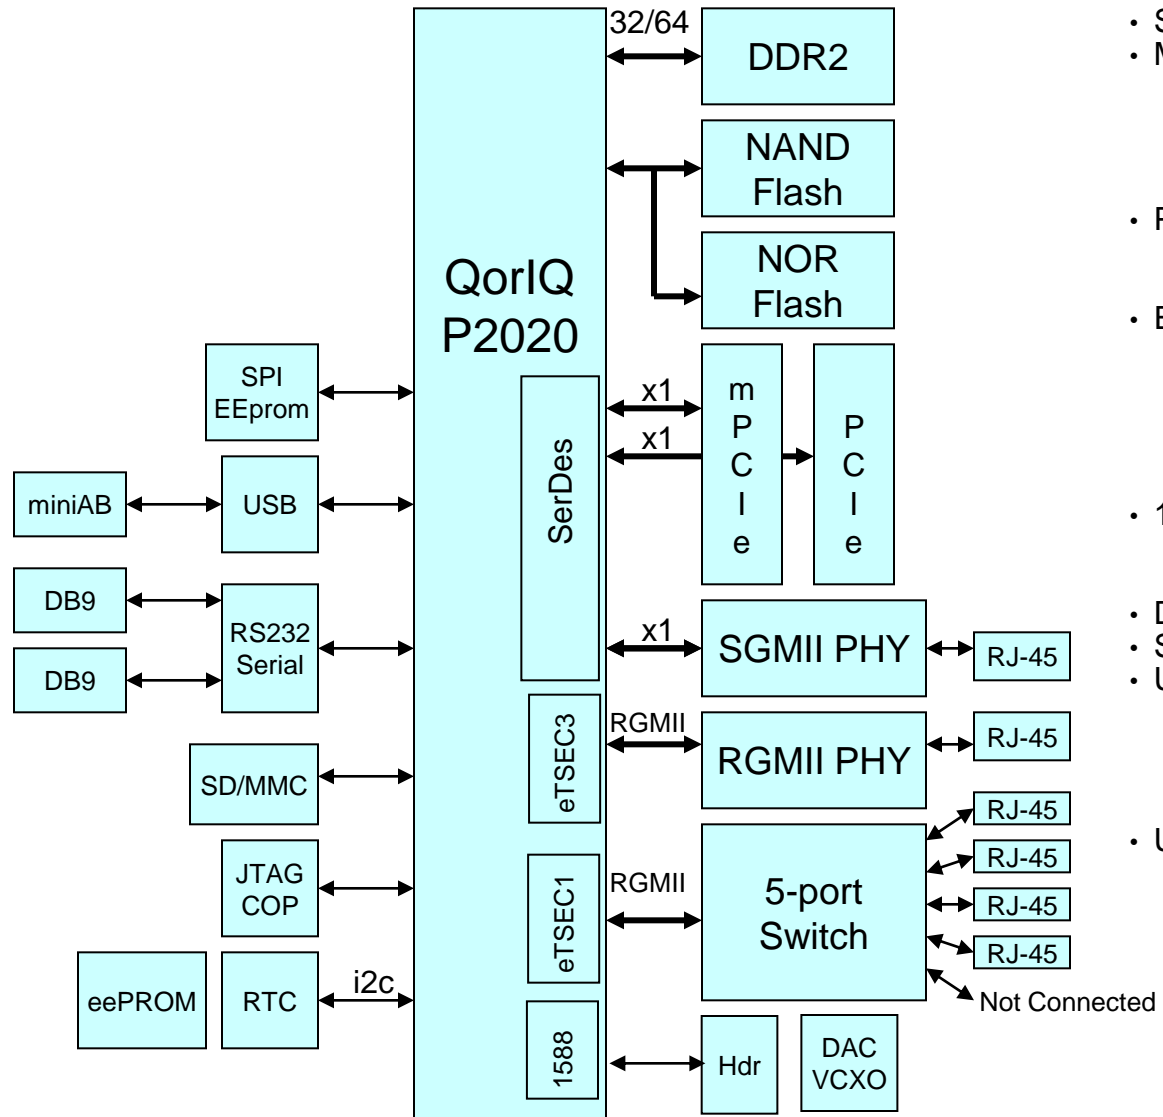 32/64
DDR2
NAND
Flash
NOR
Flash
QorIQ
P2020
SPI
EEprom
miniAB
USB
DB9
DB9
RS232
Serial
SD/MMC
JTAG
COP
eePROM
RTC
i2c
SerDes
x1
x1
m
P
C
I
e
P
C
I
e
x1
SGMII PHY
RJ-45
eTSEC3
RGMII
RGMII PHY
RJ-45
eTSEC1
RGMII
5-port
Switch
RJ-45
RJ-45
RJ-45
RJ-45
Not Connected
1588
Hdr
DAC
VCXO
• S
• M
• F
• E
• 1
• D
• S
• U
• U